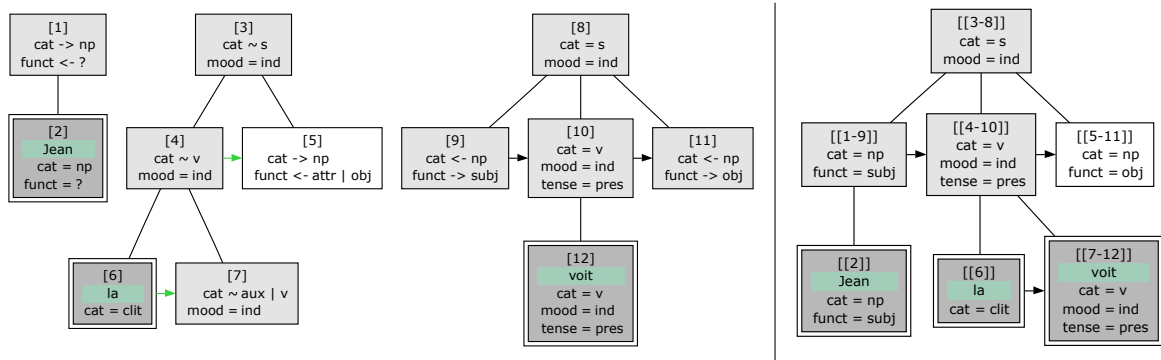 [1]
cat -> np
funct <- ?
[2]
Jean
cat = np
funct = ?
[3]
cat ~ s
mood = ind
[4]
cat ~ v
mood = ind
[5]
cat -> np
funct <- attr | obj
[6]
la
cat = clit
[7]
cat ~ aux | v
mood = ind
[8]
cat = s
mood = ind
[9]
cat <- np
funct -> subj
[10]
cat = v
mood = ind
tense = pres
[11]
cat <- np
funct -> obj
[12]
voit
cat = v
mood = ind
tense = pres
[[3-8]]
cat = s
mood = ind
[[1-9]]
cat = np
funct = subj
[[4-10]]
cat = v
mood = ind
tense = pres
[[5-11]]
cat = np
funct = obj
[[2]]
Jean
cat = np
funct = subj
[[6]]
la
cat = clit
[[7-12]]
voit
cat = v
mood = ind
tense = pres